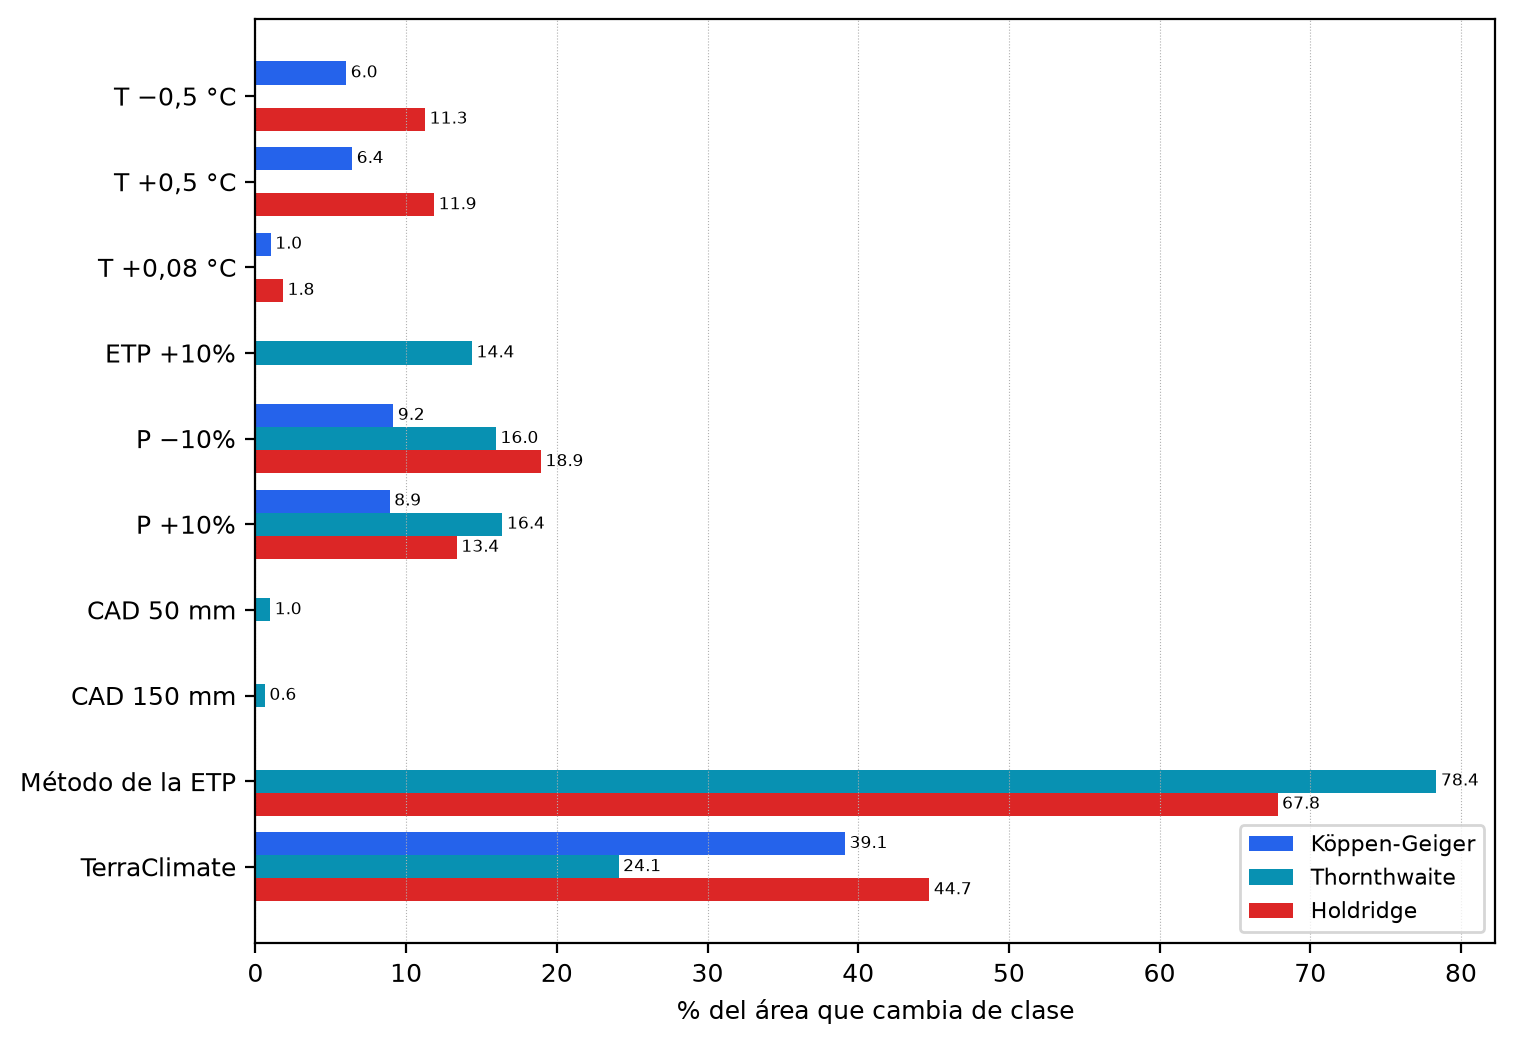 T −0,5 °C
6.0
11.3
T +0,5 °C
6.4
11.9
T +0,08 °C
1.0
1.8
ETP +10%
14.4
P −10%
9.2
16.0
18.9
P +10%
8.9
16.4
13.4
CAD 50 mm
1.0
CAD 150 mm
0.6
Método de la ETP
78.4
67.8
TerraClimate
39.1
24.1
44.7
Köppen-Geiger
Thornthwaite
Holdridge
0 10 20 30 40 50 60 70 80
% del área que cambia de clase